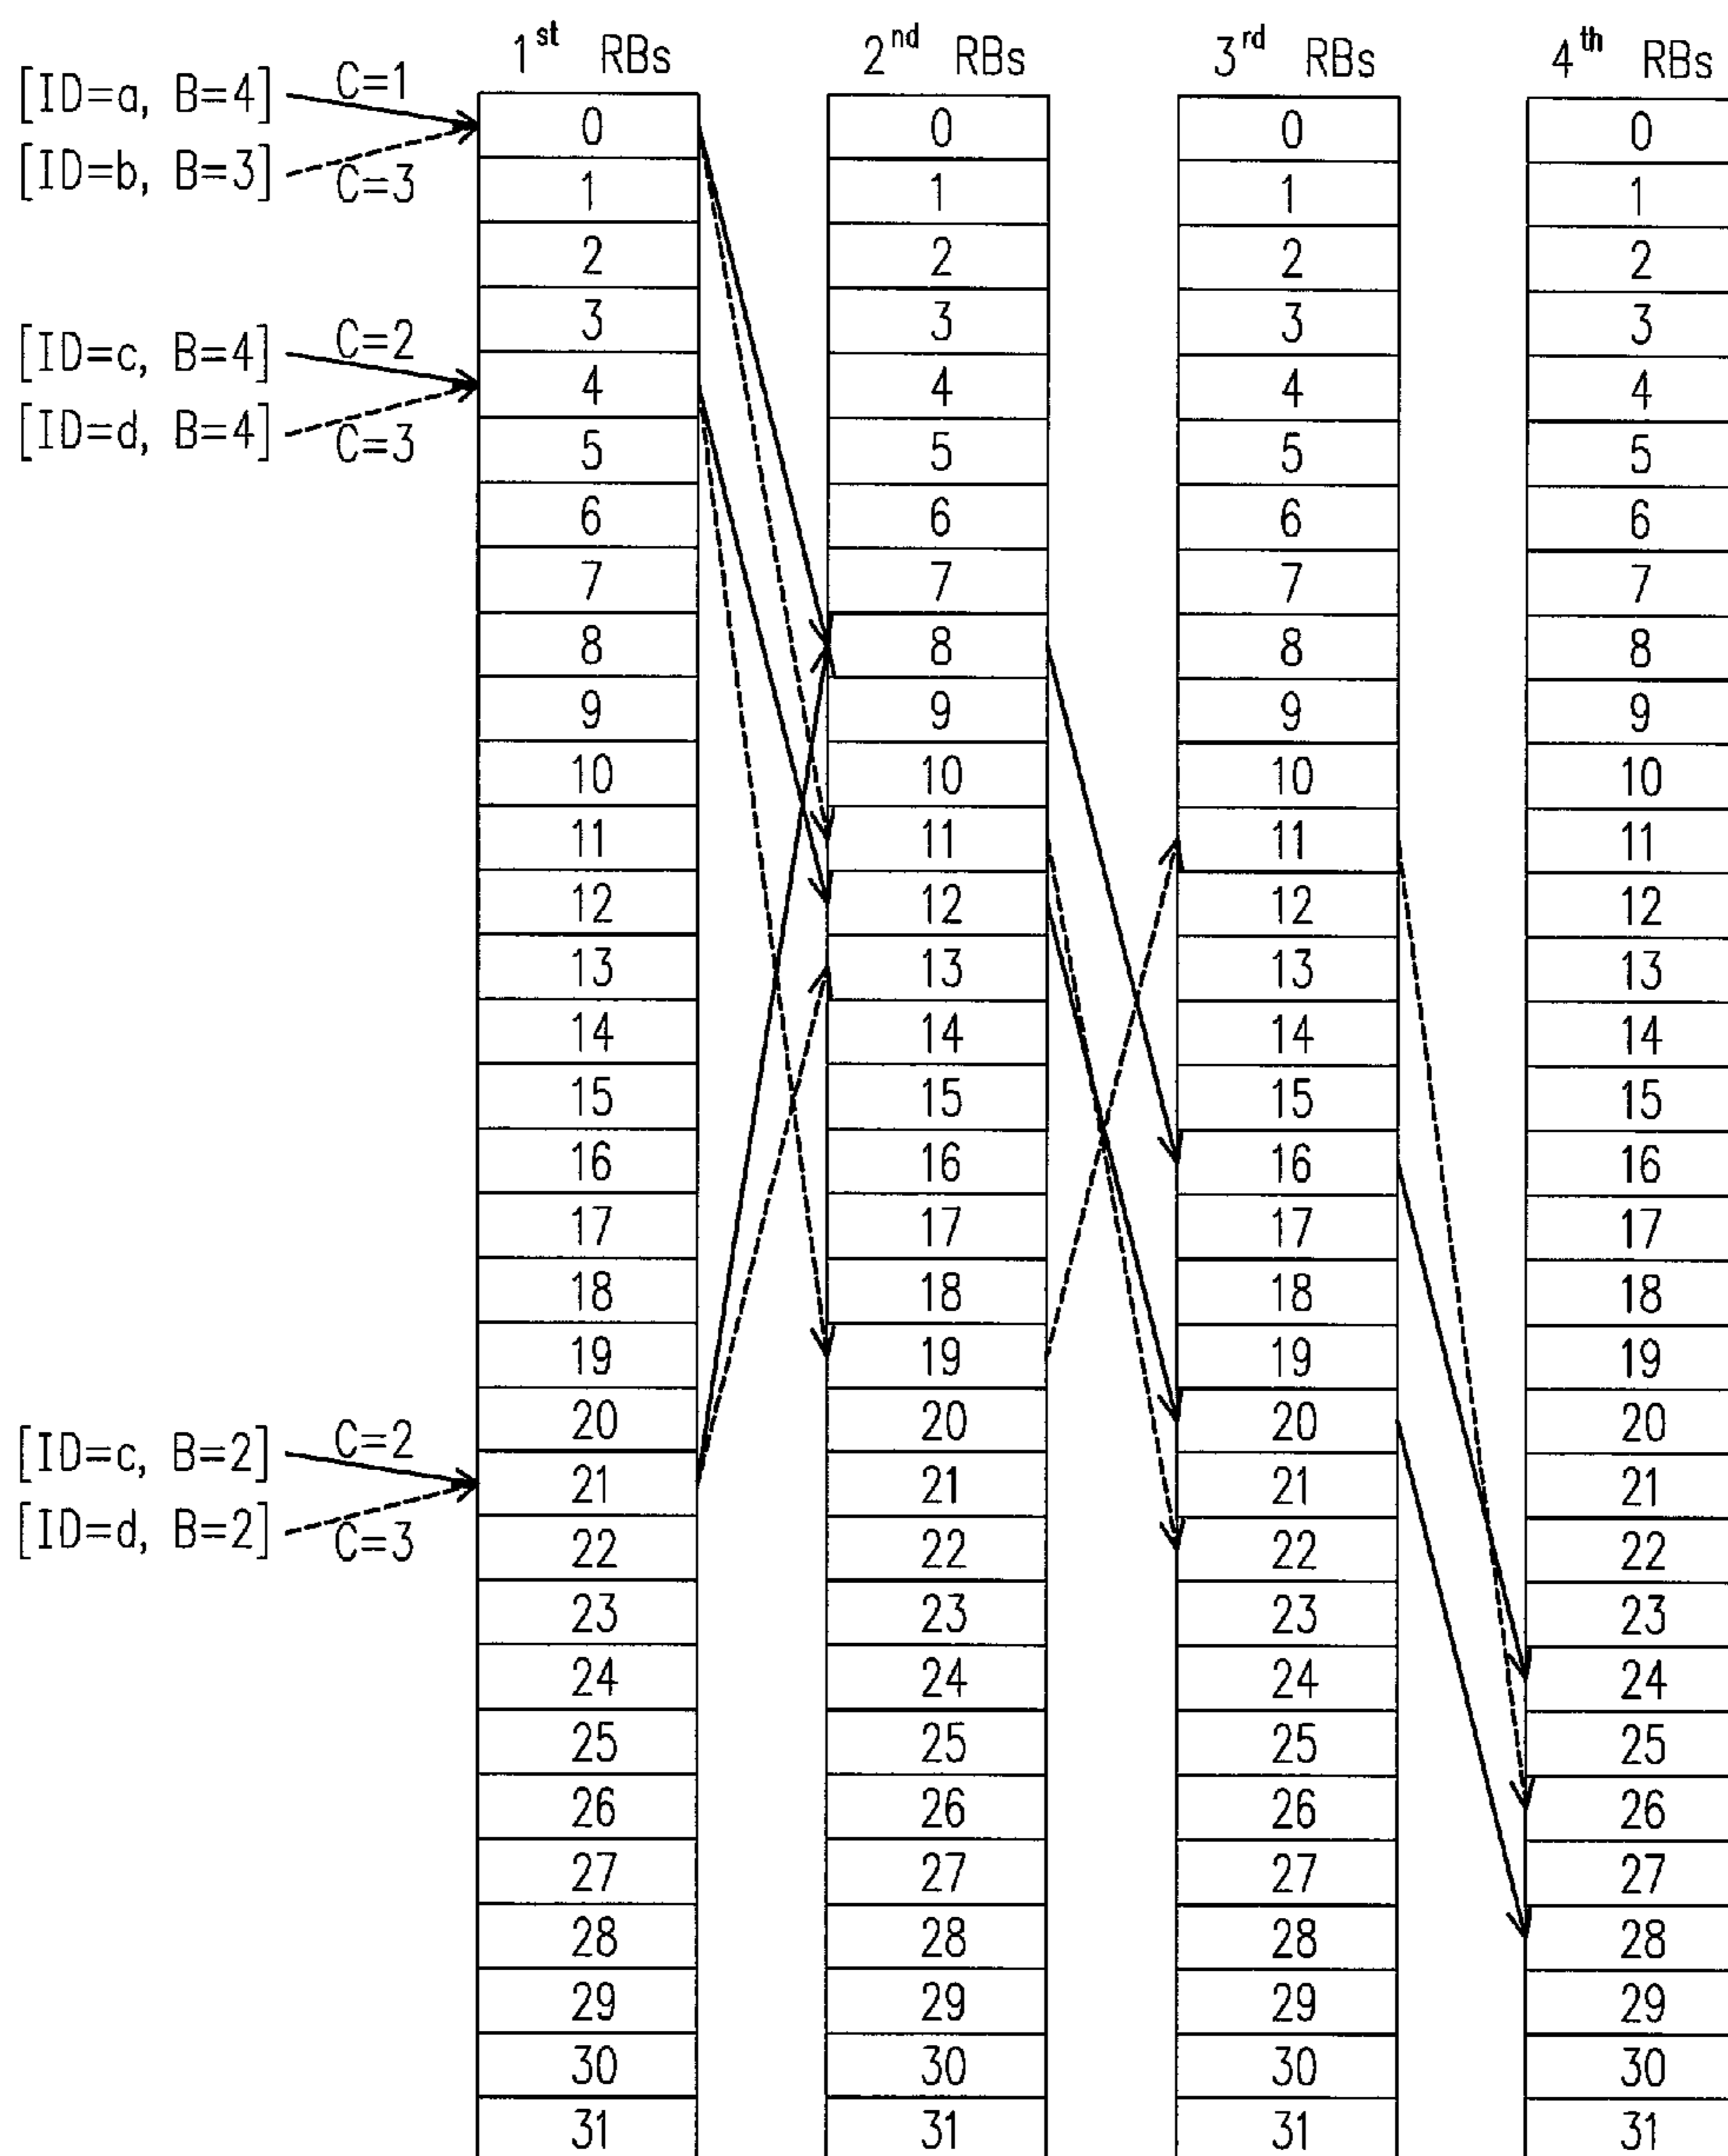 1st RBs 2nd RBs 3rd RBs 4th RBs
[ID=a, B=4] C=1
0 0 0 0
[ID=b, B=3] C=3
1 1 1 1
2 2 2 2
3 3 3 3
[ID=c, B=4] C=2
4 4 4 4
[ID=d, B=4] C=3
5 5 5 5
6 6 6 6
7 7 7 7
8 8 8 8
9 9 9 9
10 10 10 10
11 11 11 11
12 12 12 12
13 13 13 13
14 14 14 14
15 15 15 15
16 16 16 16
17 17 17 17
18 18 18 18
19 19 19 19
20 20 20 20
[ID=c, B=2] C=2
21 21 21 21
[ID=d, B=2] C=3
22 22 22 22
23 23 23 23
24 24 24 24
25 25 25 25
26 26 26 26
27 27 27 27
28 28 28 28
29 29 29 29
30 30 30 30
31 31 31 31